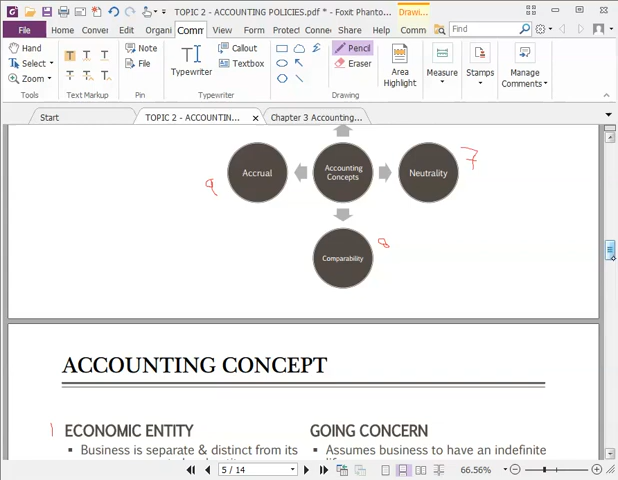 TOPIC 2 - ACCOUNTING POLICIES.pdf * - Foxit Phanto...
Drawi...
File Home Conver Edit Organi Comm View Form Protect Connec Share Help Comm Find
Hand
Select
Zoom
Tools
Text Markup
Note
File
Pin
Typewriter
Callout
Textbox
Typewriter
Pencil
Eraser
Drawing
Area Highlight
Measure
Stamps
Manage Comments
Comments
Start
TOPIC 2 - ACCOUNTIN...
Chapter 3 Accounting...
Accrual
9
Accounting Concepts
Neutrality
7
Comparability
8
ACCOUNTING CONCEPT
1 ECONOMIC ENTITY
▪ Business is separate & distinct from its
GOING CONCERN
▪ Assumes business to have an indefinite
5 / 14
66.56%